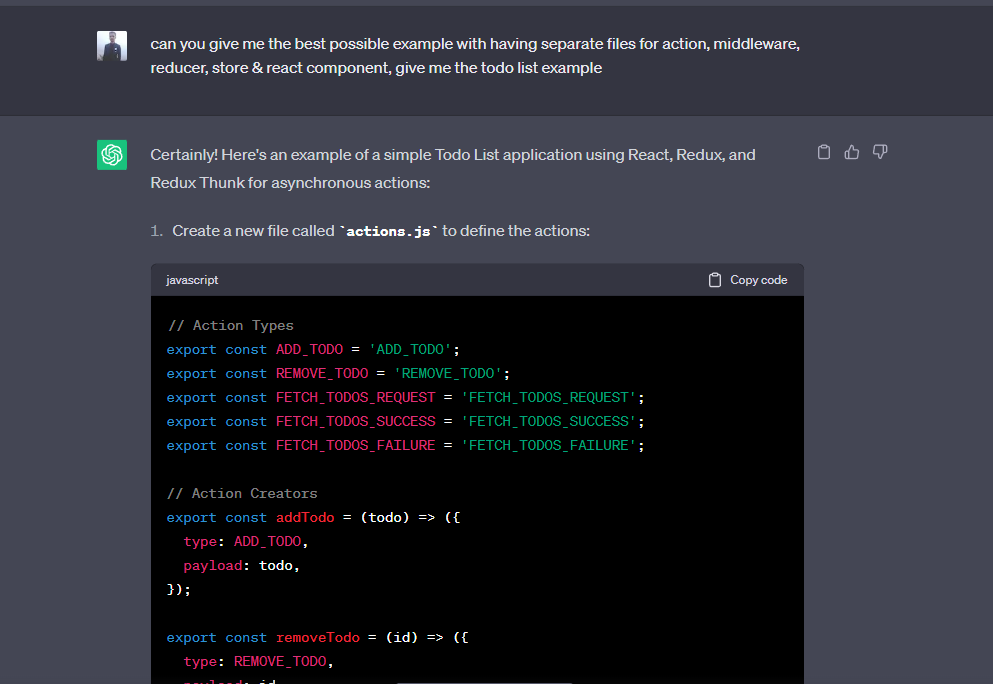 can you give me the best possible example with having separate files for action, middleware,
reducer, store & react component, give me the todo list example
Certainly! Here's an example of a simple Todo List application using React, Redux, and
Redux Thunk for asynchronous actions:
1. Create a new file called `actions.js` to define the actions:
javascript
Copy code
// Action Types
export const ADD_TODO = 'ADD_TODO';
export const REMOVE_TODO = 'REMOVE_TODO';
export const FETCH_TODOS_REQUEST = 'FETCH_TODOS_REQUEST';
export const FETCH_TODOS_SUCCESS = 'FETCH_TODOS_SUCCESS';
export const FETCH_TODOS_FAILURE = 'FETCH_TODOS_FAILURE';
// Action Creators
export const addTodo = (todo) => ({
type: ADD_TODO,
payload: todo,
});
export const removeTodo = (id) => ({
type: REMOVE_TODO,
payload: id